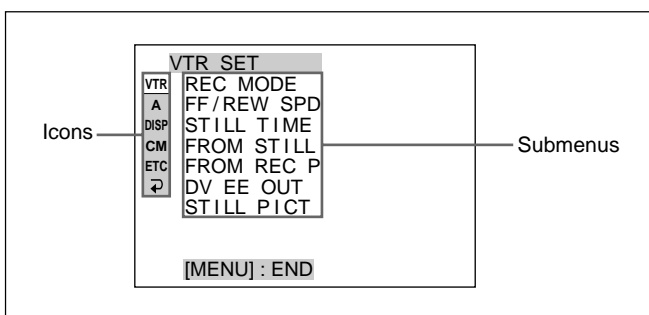 VTR SET
VTR REC MODE
A FF/REW SPD
DISP STILL TIME
Icons CM FROM STILL Submenus
ETC FROM REC P
DV EE OUT
STILL PICT
[MENU] : END